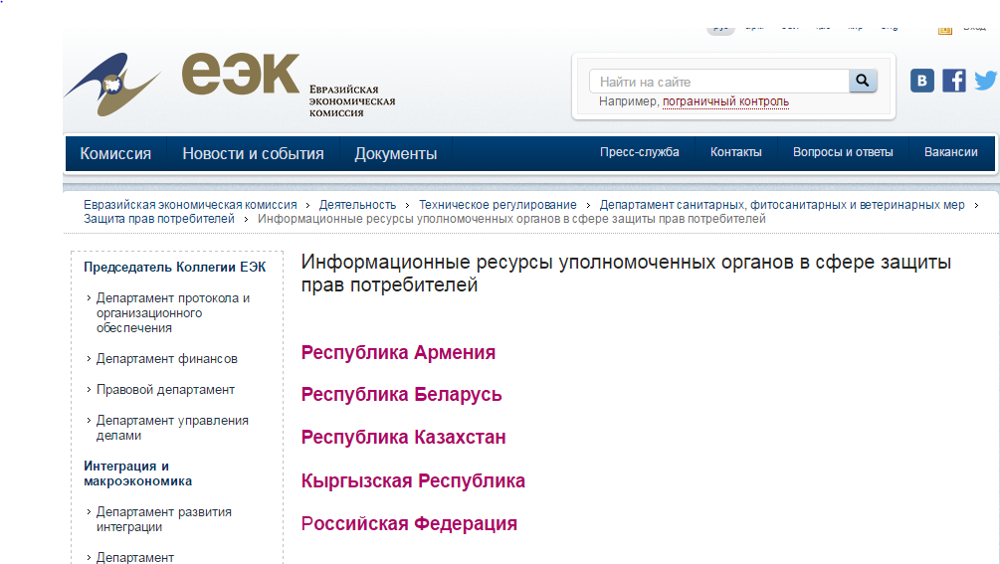 ЕЭК
Евразийская
экономическая
комиссия
Найти на сайте
Например, пограничный контроль
Комиссия Новости и события Документы Пресс-служба Контакты Вопросы и ответы Вакансии
Евразийская экономическая комиссия › Деятельность › Техническое регулирование › Департамент санитарных, фитосанитарных и ветеринарных мер ›
Защита прав потребителей › Информационные ресурсы уполномоченных органов в сфере защиты прав потребителей
Председатель Коллегии ЕЭК
› Департамент протокола и
организационного
обеспечения
› Департамент финансов
› Правовой департамент
› Департамент управления
делами
Интеграция и
макроэкономика
› Департамент развития
интеграции
› Департамент
Информационные ресурсы уполномоченных органов в сфере защиты
прав потребителей
Республика Армения
Республика Беларусь
Республика Казахстан
Кыргызская Республика
Российская Федерация